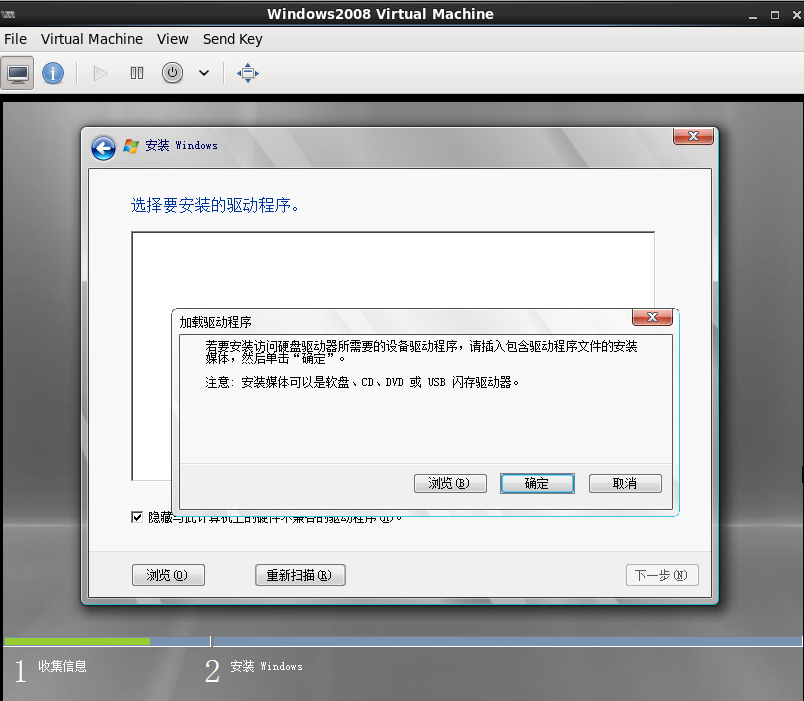 Windows2008 Virtual Machine
File Virtual Machine View Send Key
安装 Windows
选择要安装的驱动程序。
加载驱动程序
若要安装访问硬盘驱动器所需要的设备驱动程序，请插入包含驱动程序文件的安装
媒体，然后单击“确定”。
注意: 安装媒体可以是软盘、CD、DVD 或 USB 闪存驱动器。
浏览(B) 确定 取消
隐藏与此计算机上的硬件不兼容的驱动程序(H)。
浏览(O) 重新扫描(R) 下一步(N)
1 收集信息 2 安装 Windows